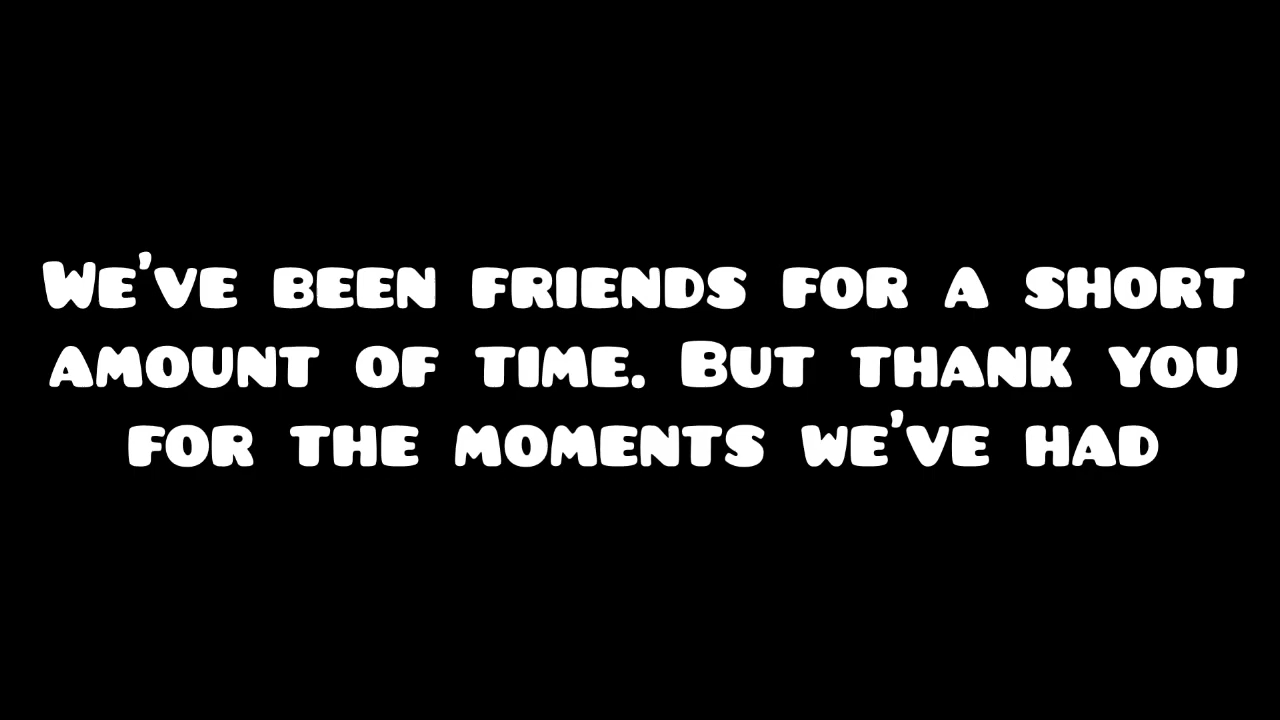 We've been friends for a short
amount of time. But thank you
for the moments we've had